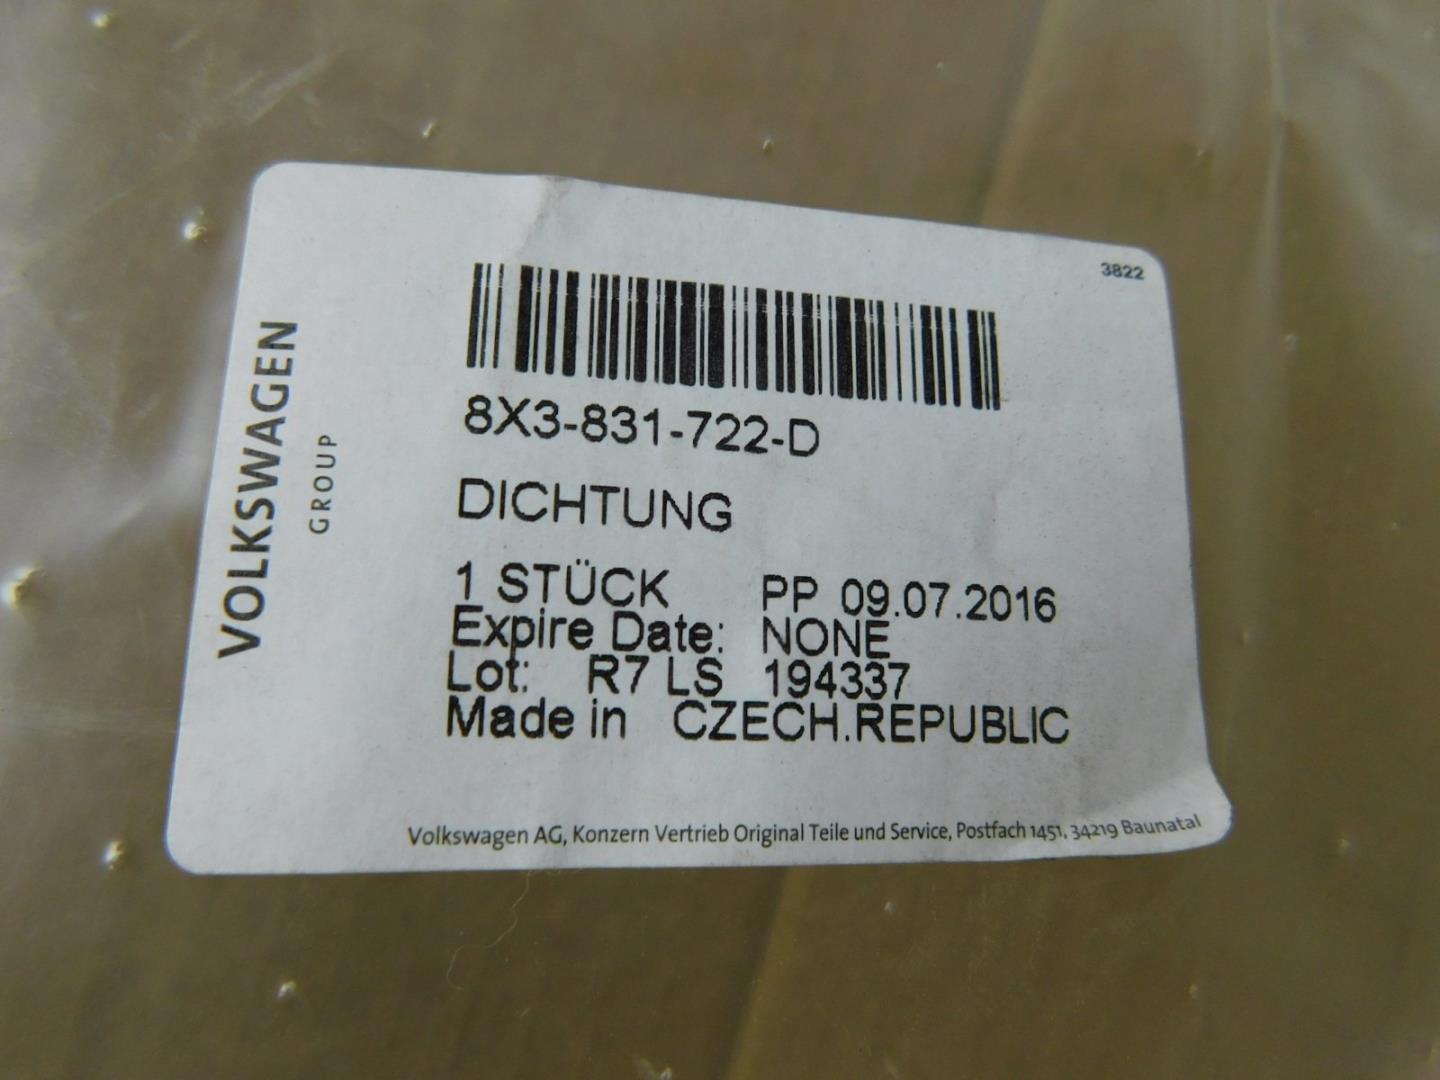 3822
VOLKSWAGEN
GROUP
8X3-831-722-D
DICHTUNG
1 STÜCK PP 09.07.2016
Expire Date: NONE
Lot: R7 LS 194337
Made in CZECH.REPUBLIC
Volkswagen AG, Konzern Vertrieb Original Teile und Service, Postfach 1451, 34219 Baunatal